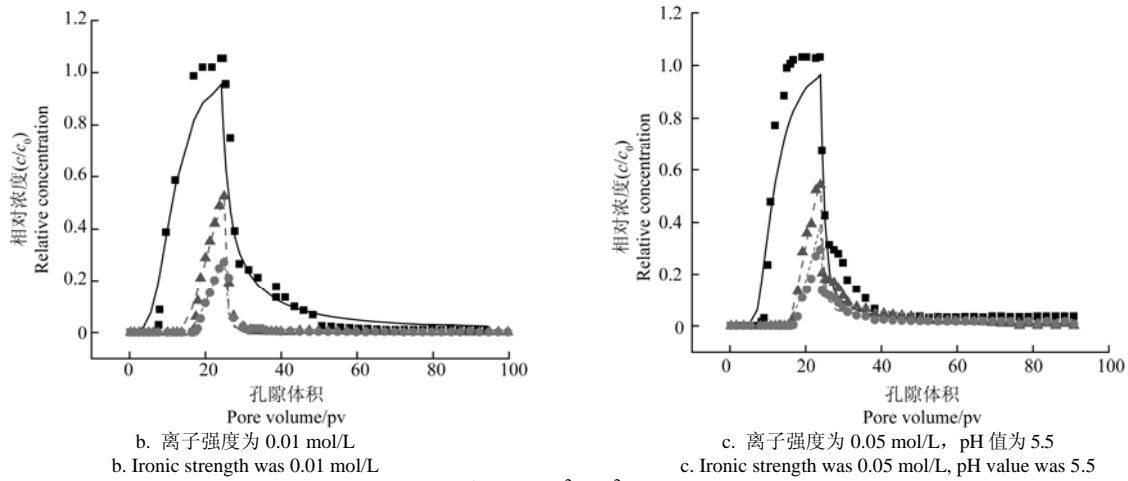 1.2
1.0
0.8
0.6
0.4
0.2
0
相对浓度(c/c₀)
Relative concentration
0 20 40 60 80 100
孔隙体积
Pore volume/pv
b. 离子强度为 0.01 mol/L
b. Ironic strength was 0.01 mol/L
1.2
1.0
0.8
0.6
0.4
0.2
0
相对浓度(c/c₀)
Relative concentration
0 20 40 60 80 100
孔隙体积
Pore volume/pv
c. 离子强度为 0.05 mol/L，pH 值为 5.5
c. Ironic strength was 0.05 mol/L, pH value was 5.5